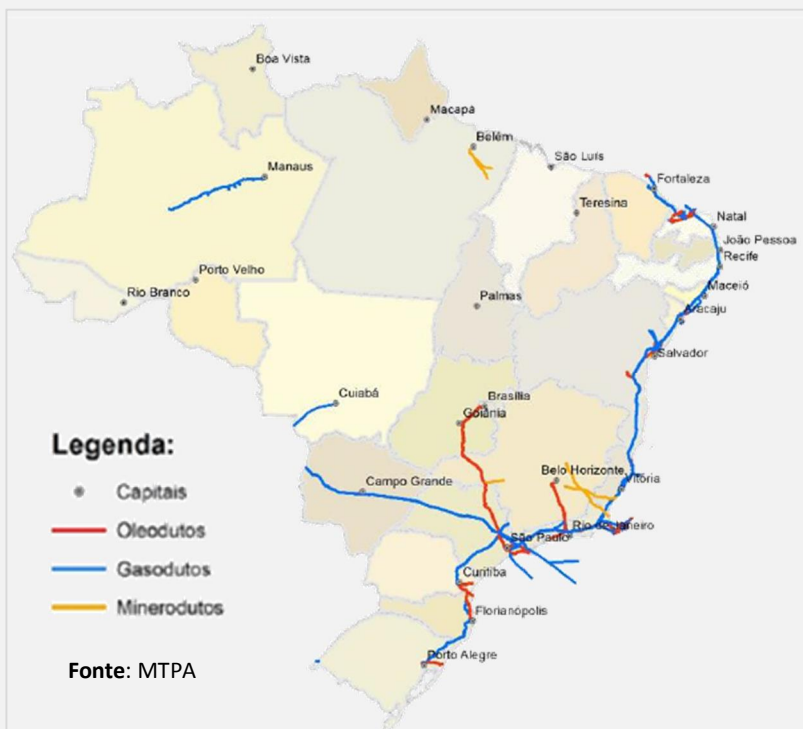 Boa Vista
Macapá
Belém
São Luís
Manaus
Fortaleza
Teresina
Natal
João Pessoa
Recife
Porto Velho
Rio Branco
Palmas
Maceió
Aracaju
Salvador
Cuiabá
Brasília
Goiânia
Legenda:
Capitais
Oleodutos
Gasodutos
Minerodutos
Campo Grande
Belo Horizonte
Vitória
Rio de Janeiro
São Paulo
Curitiba
Florianópolis
Porto Alegre
Fonte: MTPA